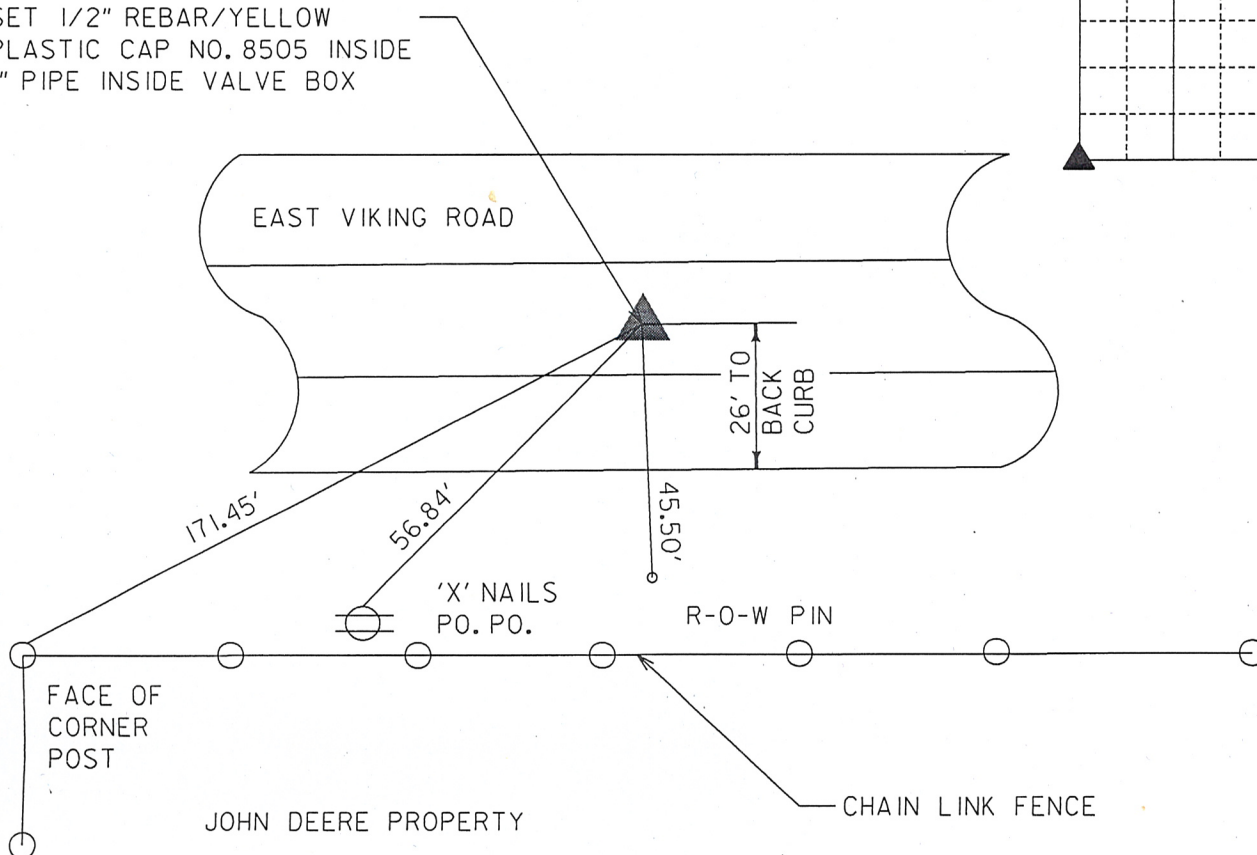 SET 1/2" REBAR/YELLOW
PLASTIC CAP NO. 8505 INSIDE
" PIPE INSIDE VALVE BOX
EAST VIKING ROAD
26' TO
BACK
CURB
171.45'
56.84'
45.50'
'X' NAILS
PO. PO.
R-O-W PIN
FACE OF
CORNER
POST
JOHN DEERE PROPERTY
CHAIN LINK FENCE